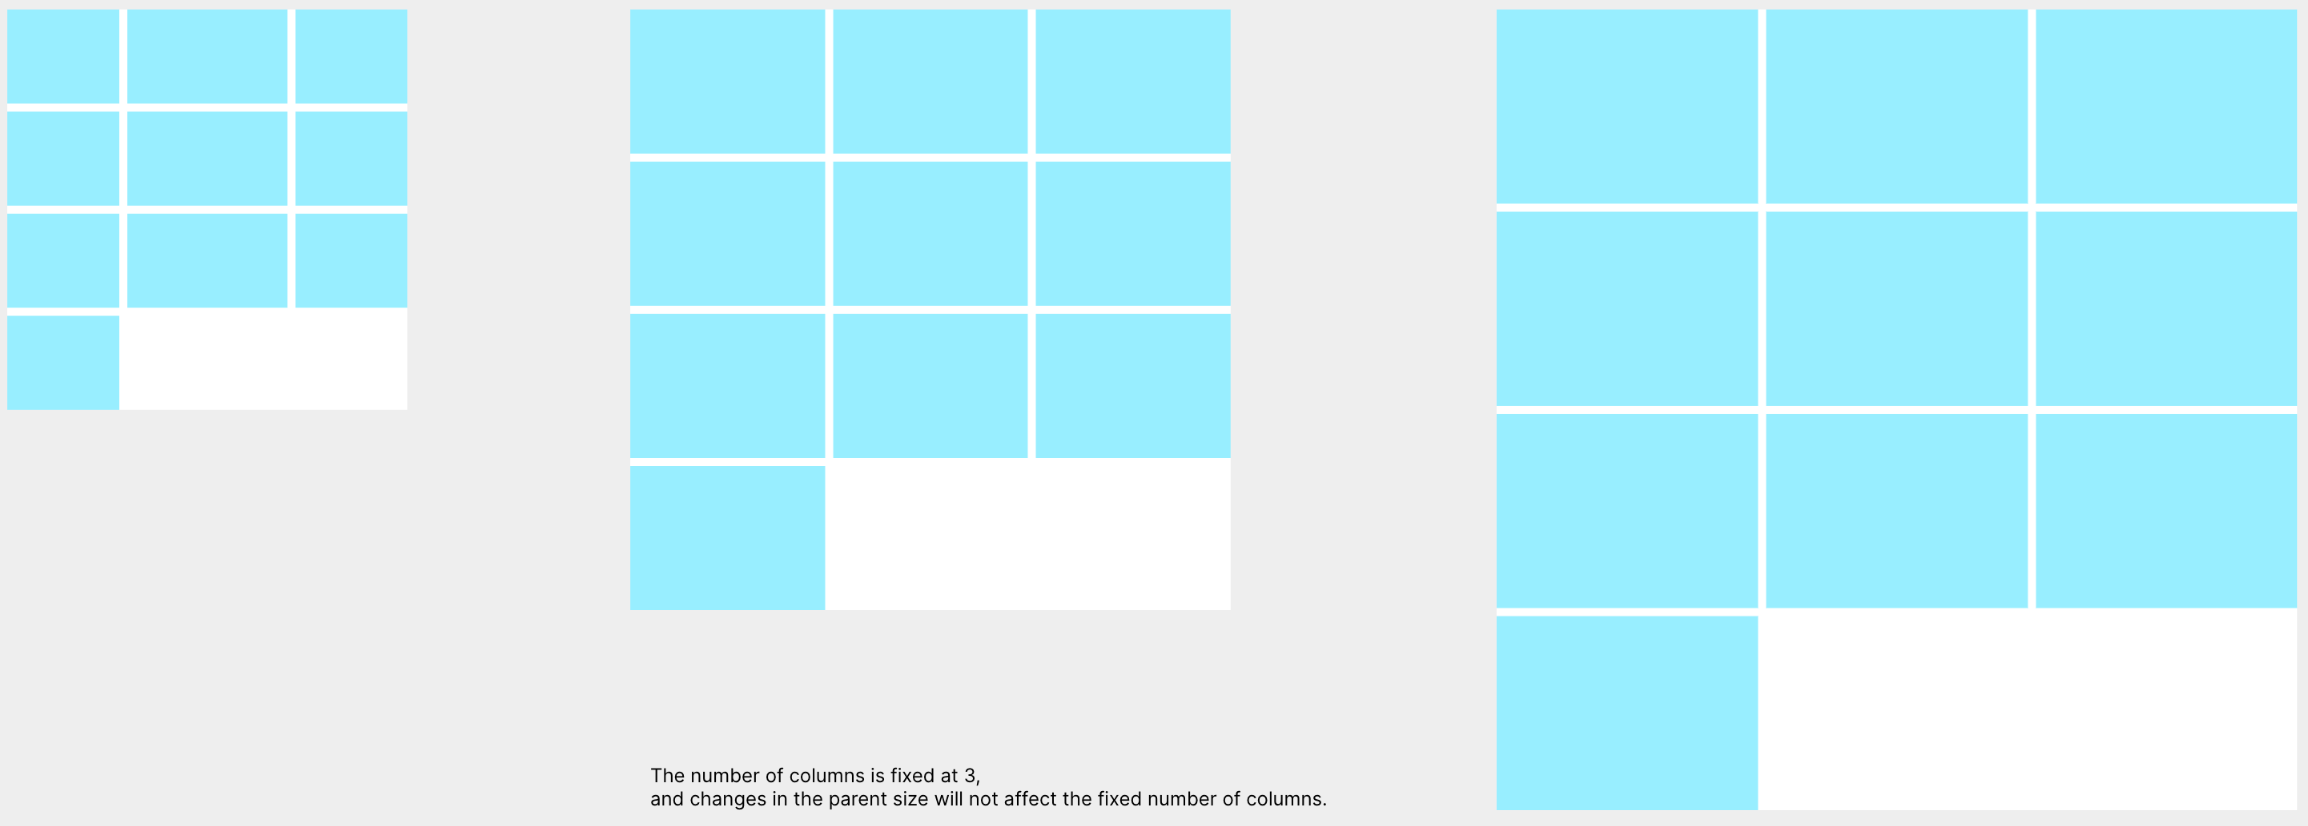 The number of columns is fixed at 3,
and changes in the parent size will not affect the fixed number of columns.